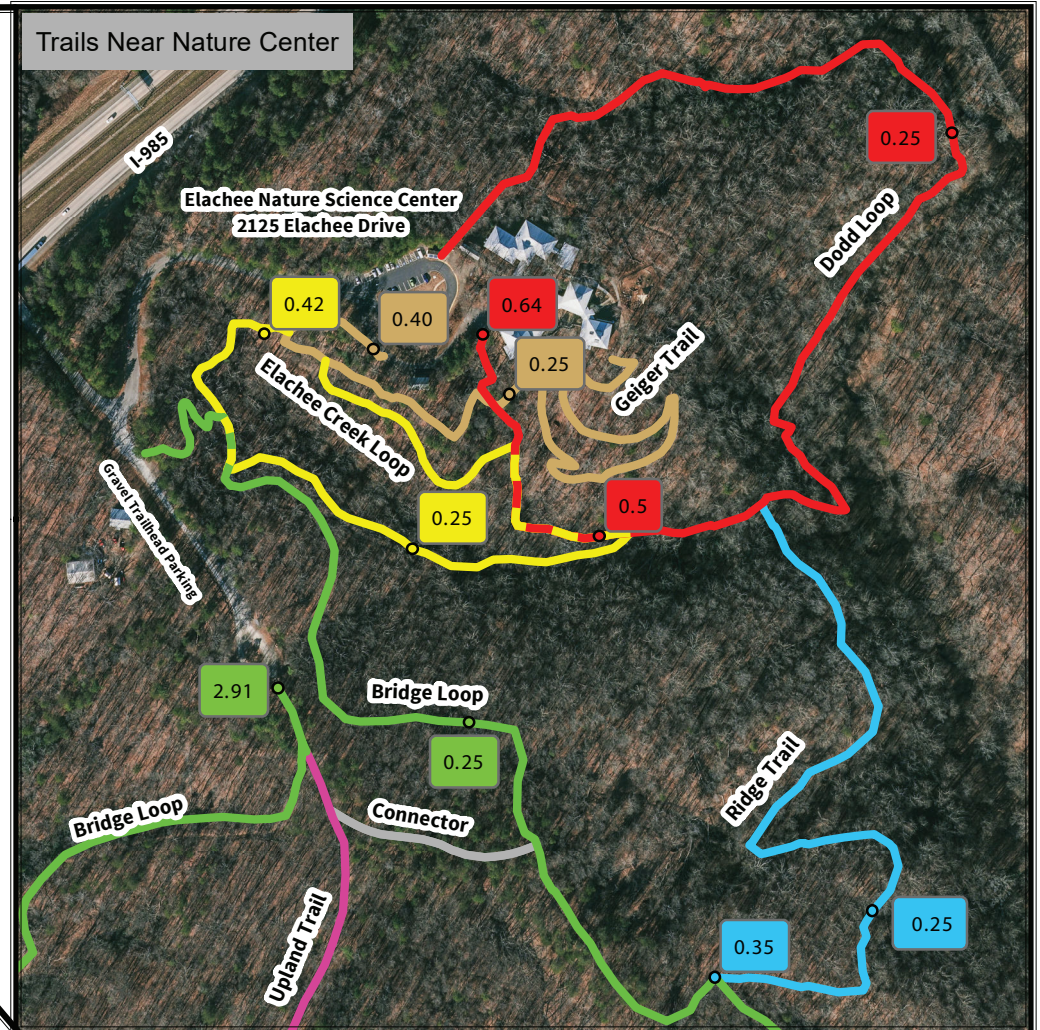 Trails Near Nature Center
I-985
0.25
Elachee Nature Science Center
2125 Elachee Drive
Dodd Loop
0.42
0.40
0.64
0.25
Geiger Trail
Elachee Creek Loop
Gravel Trailhead Parking
0.25
0.5
2.91
Bridge Loop
0.25
Ridge Trail
Bridge Loop
Connector
Upland Trail
0.35
0.25